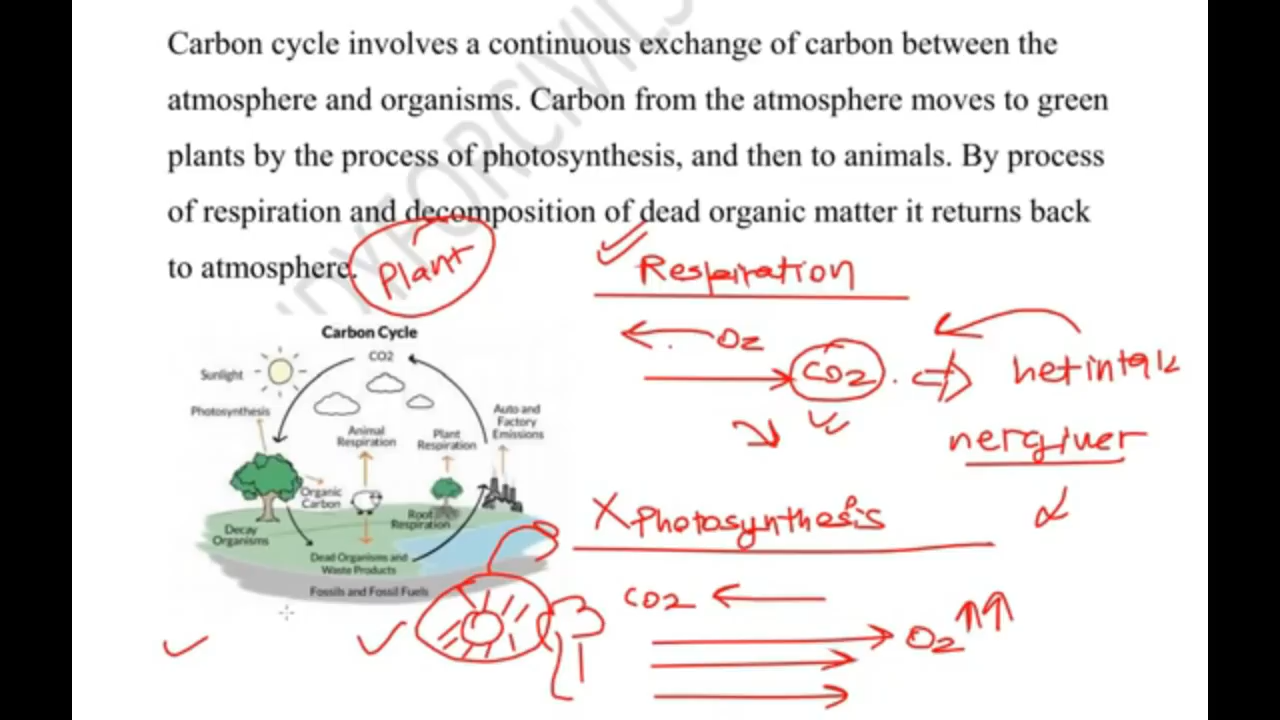 Carbon cycle involves a continuous exchange of carbon between the
atmosphere and organisms. Carbon from the atmosphere moves to green
plants by the process of photosynthesis, and then to animals. By process
of respiration and decomposition of dead organic matter it returns back
to atmosphere.
Plant
Respiration
O2
CO2
net intak
net giver
Carbon Cycle
CO2
Sunlight
Photosynthesis
Animal
Respiration
Plant
Respiration
Auto and
Factory
Emissions
Organic
Carbon
Root
Respiration
Decay
Organisms
Dead Organisms and
Waste Products
Fossils and Fossil Fuels
Photosynthesis
CO2
O2